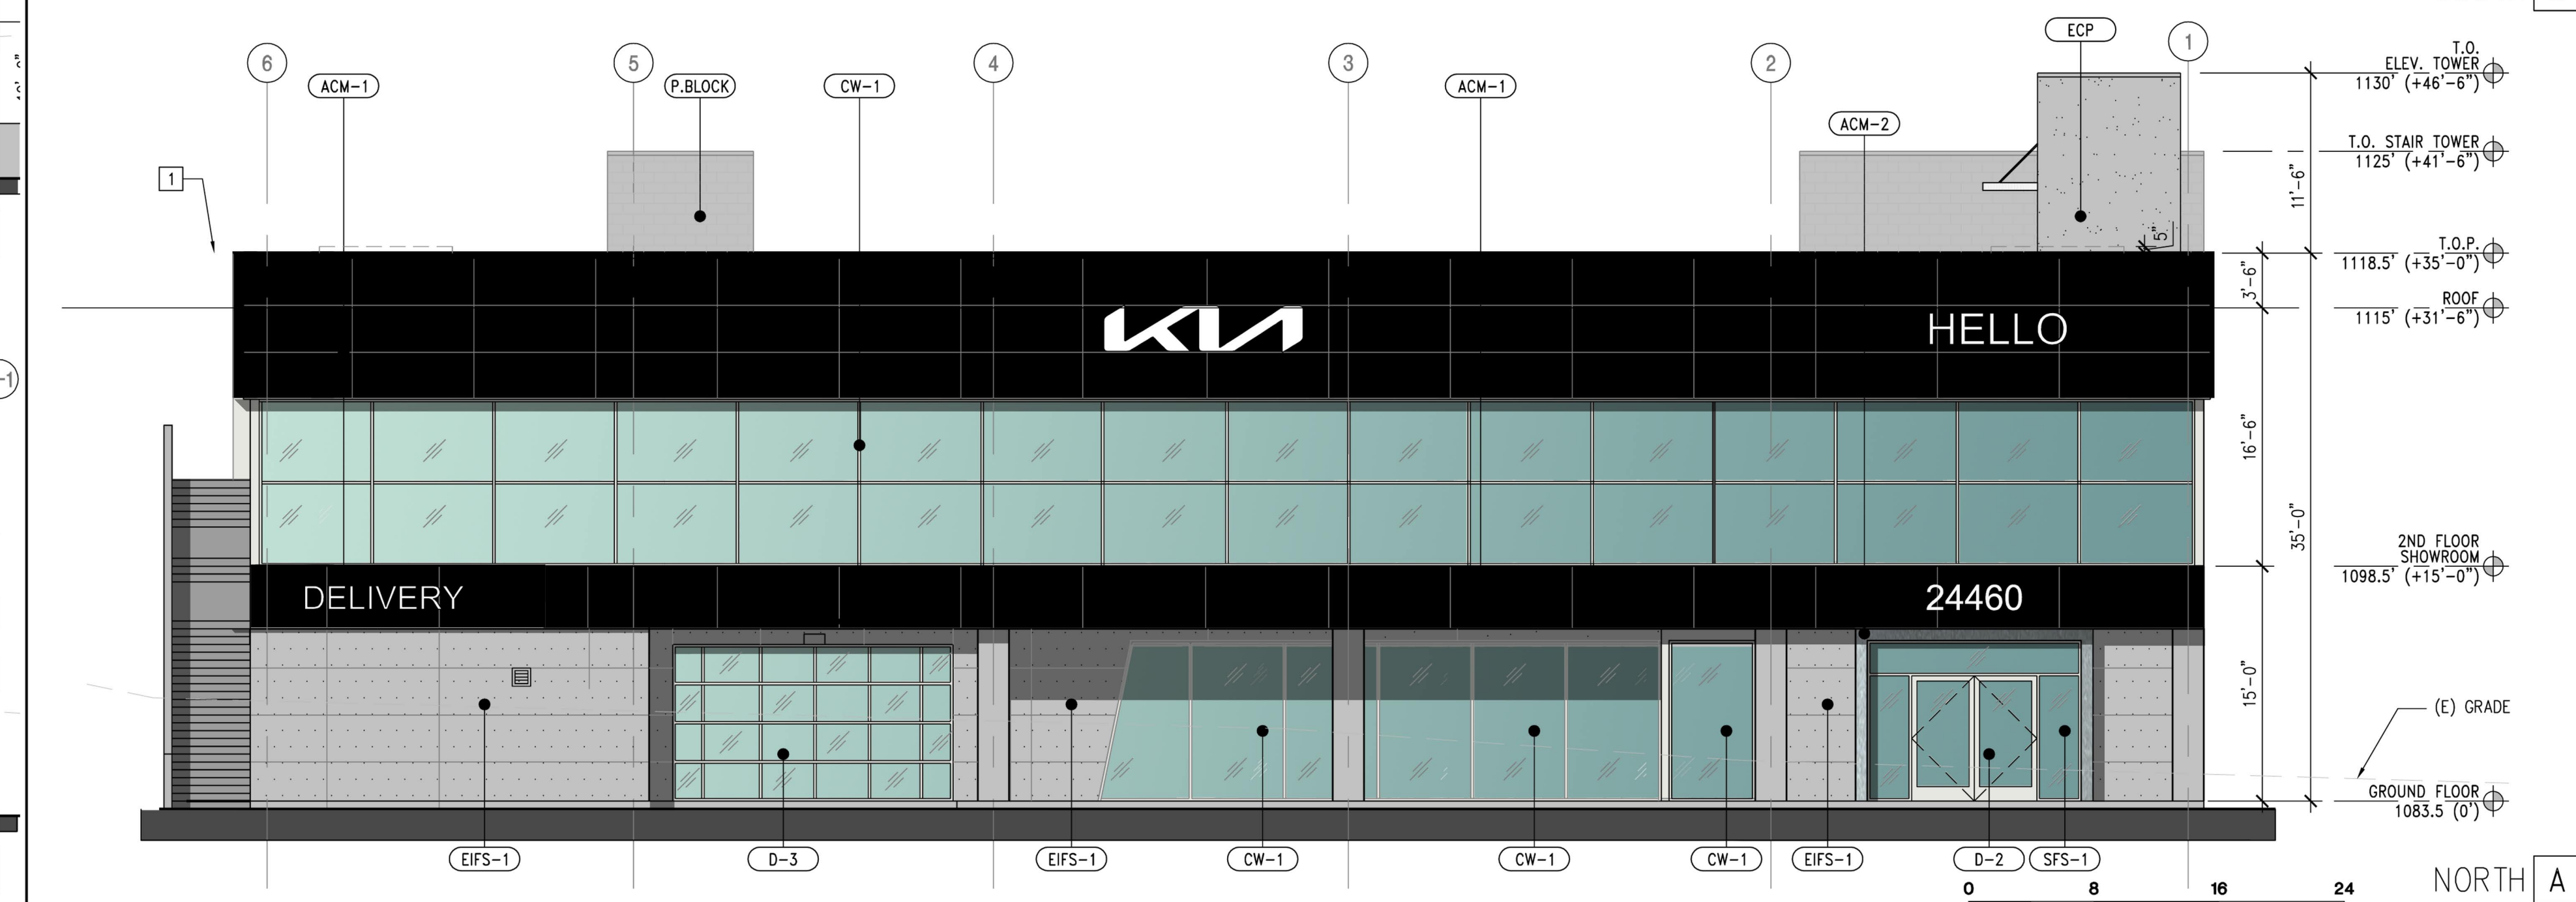 ECP
1
6
5
4
3
2
ACM-1
P.BLOCK
CW-1
ACM-1
ACM-2
1
T.O.
ELEV. TOWER
1130' (+46'-6")
T.O. STAIR TOWER
1125' (+41'-6")
11'-6"
5"
T.O.P.
1118.5' (+35'-0")
3'-6"
ROOF
1115' (+31'-6")
KIA
HELLO
-1
16'-6"
35'-0"
2ND FLOOR
SHOWROOM
1098.5' (+15'-0")
DELIVERY
24460
15'-0"
(E) GRADE
GROUND FLOOR
1083.5 (0')
EIFS-1
D-3
EIFS-1
CW-1
CW-1
CW-1
EIFS-1
D-2
SFS-1
NORTH
A
0
8
16
24